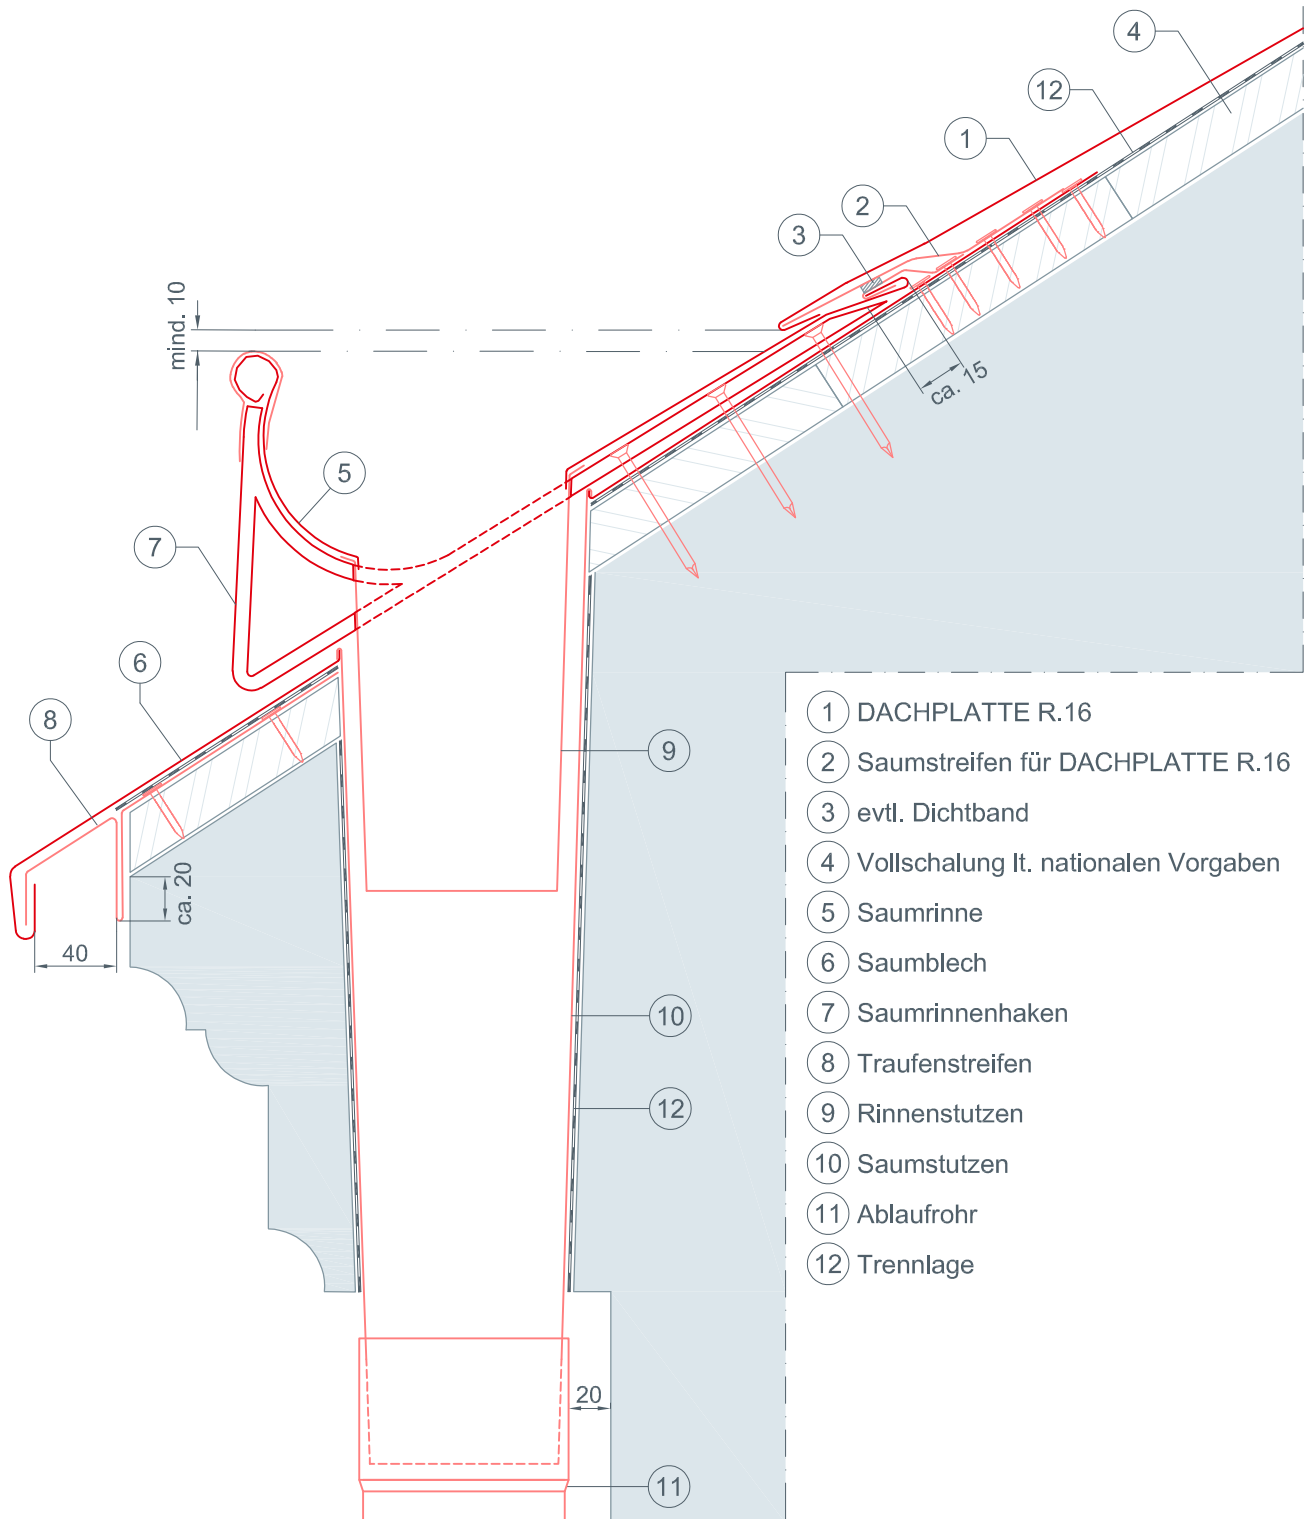 4
12
1
2
3
mind. 10
ca. 15
5
7
6
8
9
ca. 20
40
10
12
20
11
1 DACHPLATTE R.16
2 Saumstreifen für DACHPLATTE R.16
3 evtl. Dichtband
4 Vollschalung lt. nationalen Vorgaben
5 Saumrinne
6 Saumblech
7 Saumrinnenhaken
8 Traufenstreifen
9 Rinnenstutzen
10 Saumstutzen
11 Ablaufrohr
12 Trennlage